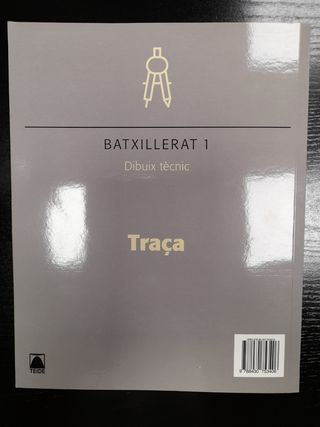 BATXILLERAT 1
Dibuix tècnic
Traça
TEIDE